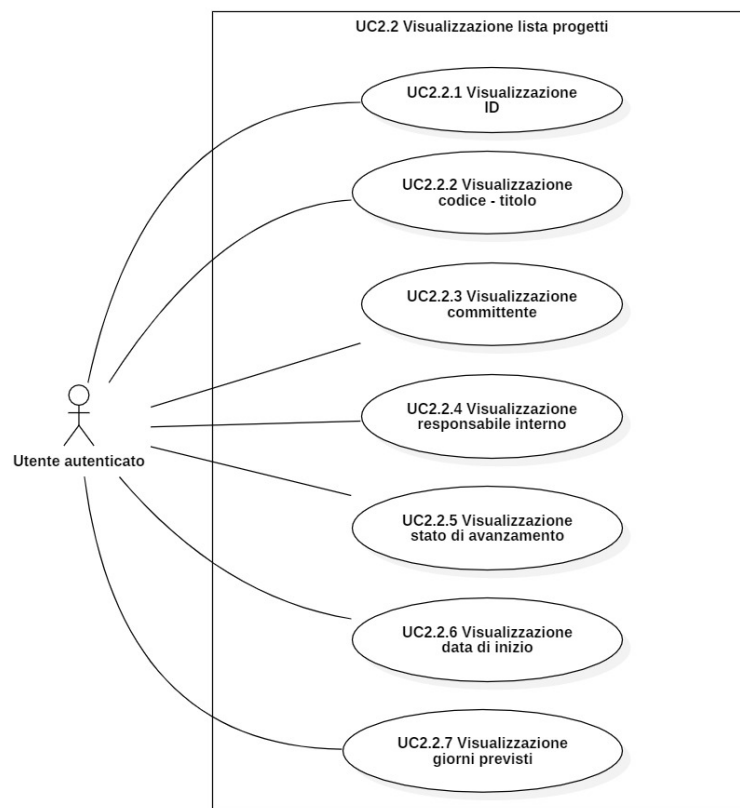 UC2.2 Visualizzazione lista progetti
UC2.2.1 Visualizzazione
ID
UC2.2.2 Visualizzazione
codice - titolo
UC2.2.3 Visualizzazione
committente
UC2.2.4 Visualizzazione
responsabile interno
Utente autenticato
UC2.2.5 Visualizzazione
stato di avanzamento
UC2.2.6 Visualizzazione
data di inizio
UC2.2.7 Visualizzazione
giorni previsti